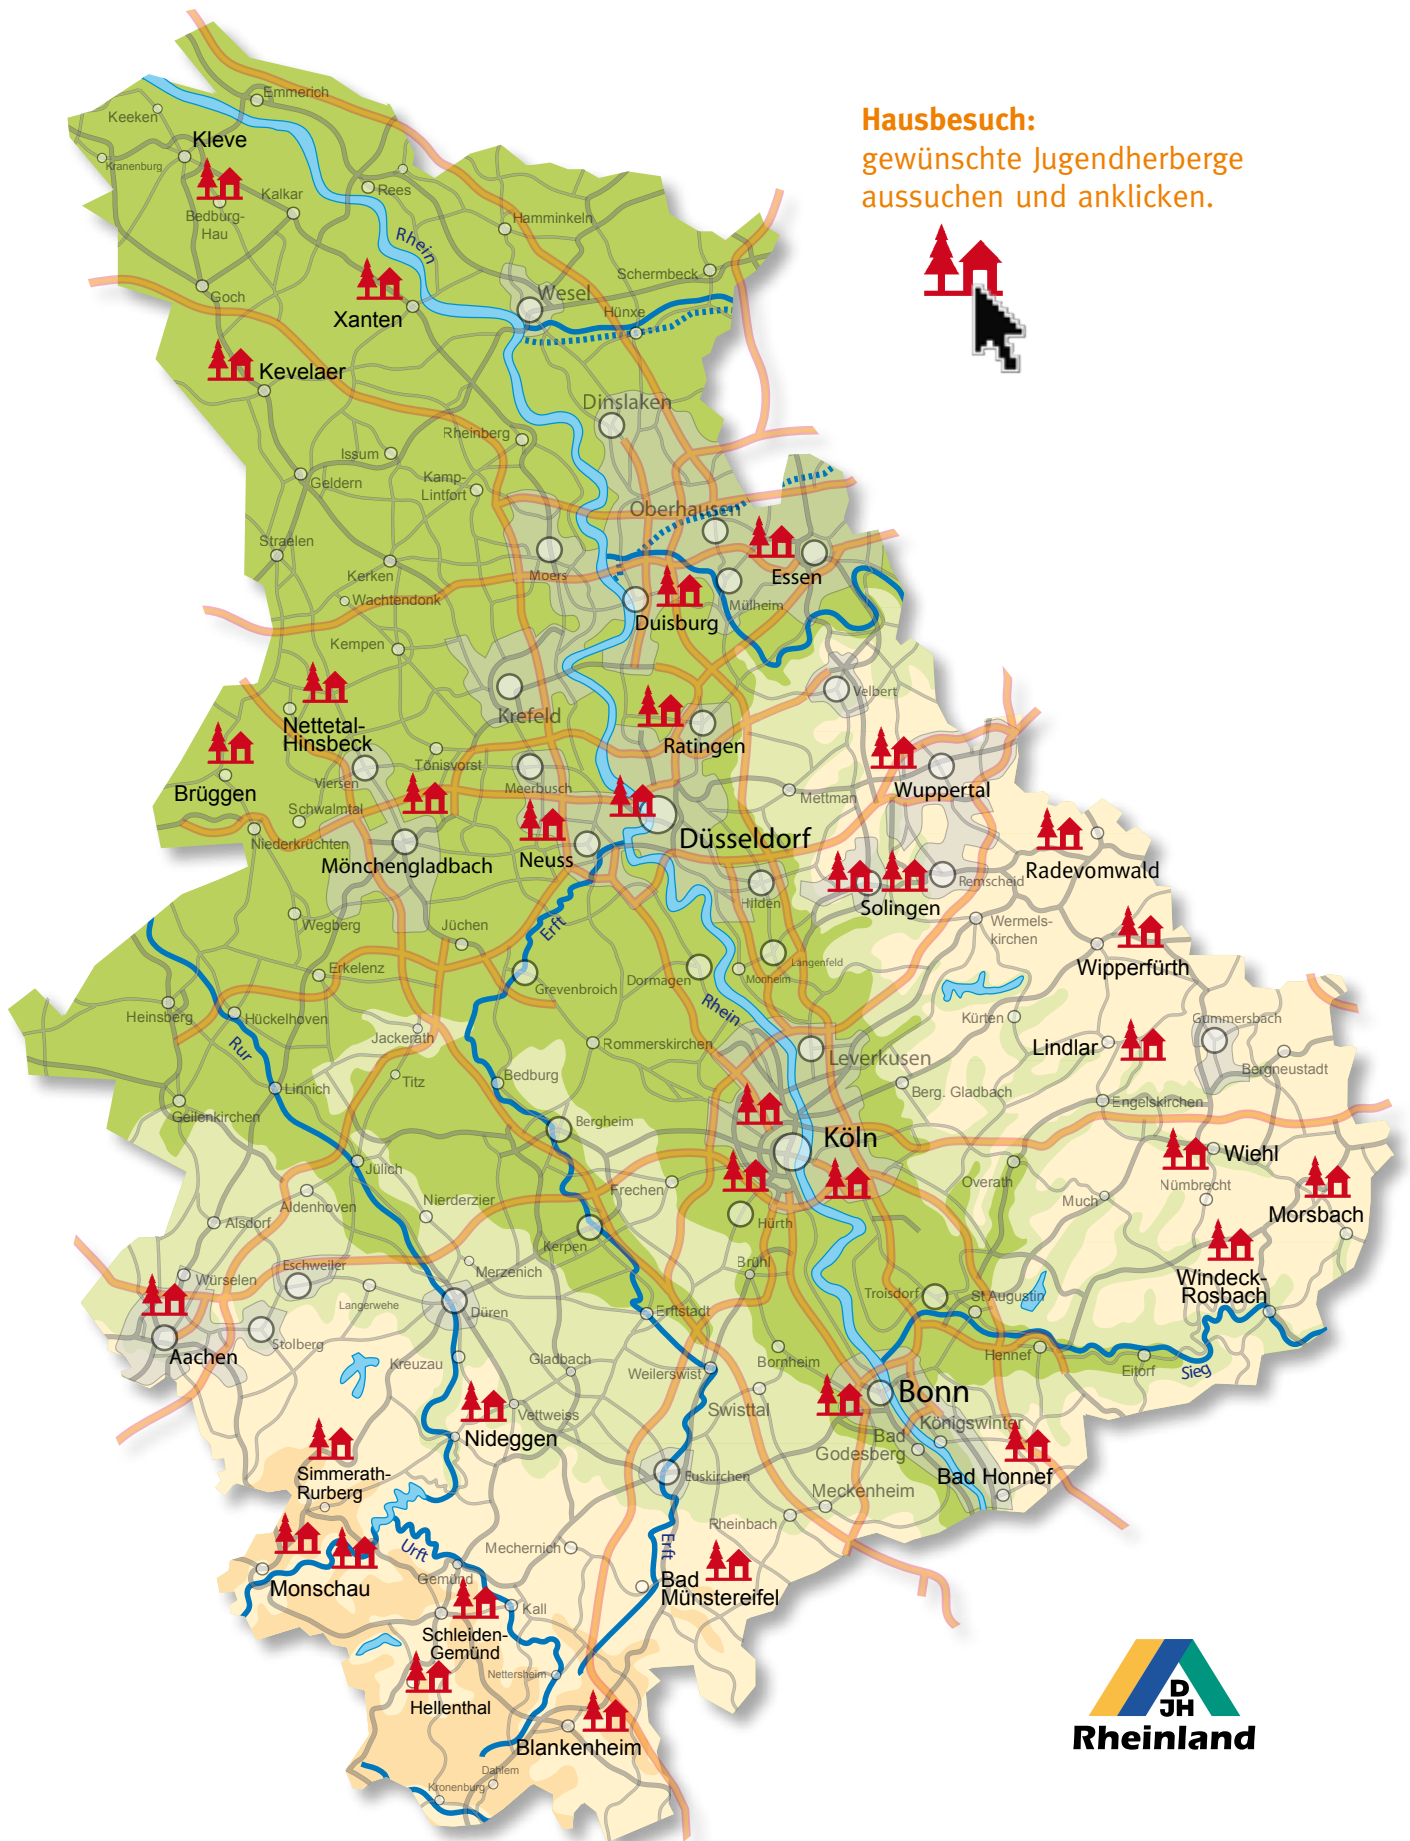 Hausbesuch:
gewünschte Jugendherberge
aussuchen und anklicken.
Emmerich
Keeken
Kleve
Kranenburg
Kalkar
Rees
Bedburg-
Hau
Hamminkeln
Rhein
Schermbeck
Goch
Wesel
Hünxe
Xanten
Kevelaer
Dinslaken
Rheinberg
Issum
Geldern
Kamp-
Lintfort
Oberhausen
Straelen
Moers
Essen
Kerken
Wachtendonk
Mülheim
Duisburg
Kempen
Velbert
Nettetal-
Hinsbeck
Krefeld
Ratingen
Tönisvorst
Viersen
Meerbusch
Brüggen
Wuppertal
Mettman
Schwalmtal
Niederkrüchten
Düsseldorf
Mönchengladbach
Neuss
Radevomwald
Remscheid
Hilden
Solingen
Wegberg
Jüchen
Erft
Wermels-
kirchen
Langenfeld
Wipperfürth
Erkelenz
Dormagen
Monheim
Grevenbroich
Rhein
Heinsberg
Hückelhoven
Kürten
Gummersbach
Jackerath
Rommerskirchen
Rur
Lindlar
Leverkusen
Bergneustadt
Titz
Bedburg
Linnich
Berg. Gladbach
Engelskirchen
Geilenkirchen
Bergheim
Köln
Wiehl
Jülich
Overath
Nümbrecht
Frechen
Much
Nierderzier
Aldenhoven
Morsbach
Alsdorf
Hürth
Kerpen
Brühl
Eschweiler
Merzenich
Würselen
Windeck-
Rosbach
Troisdorf
St.Augustin
Langerwehe
Düren
Erftstadt
Stolberg
Aachen
Kreuzau
Gladbach
Hennef
Bornheim
Weilerswist
Eitorf
Sieg
Bonn
Vettweiss
Swisttal
Königswinter
Nideggen
Bad
Godesberg
Simmerath-
Rurberg
Euskirchen
Bad Honnef
Meckenheim
Rheinbach
Urft
Mechernich
Erft
Gemünd
Bad
Münstereifel
Monschau
Kall
Schleiden-
Gemünd
Nettersheim
Hellenthal
Blankenheim
Dahlem
Kronenburg
D
JH
Rheinland